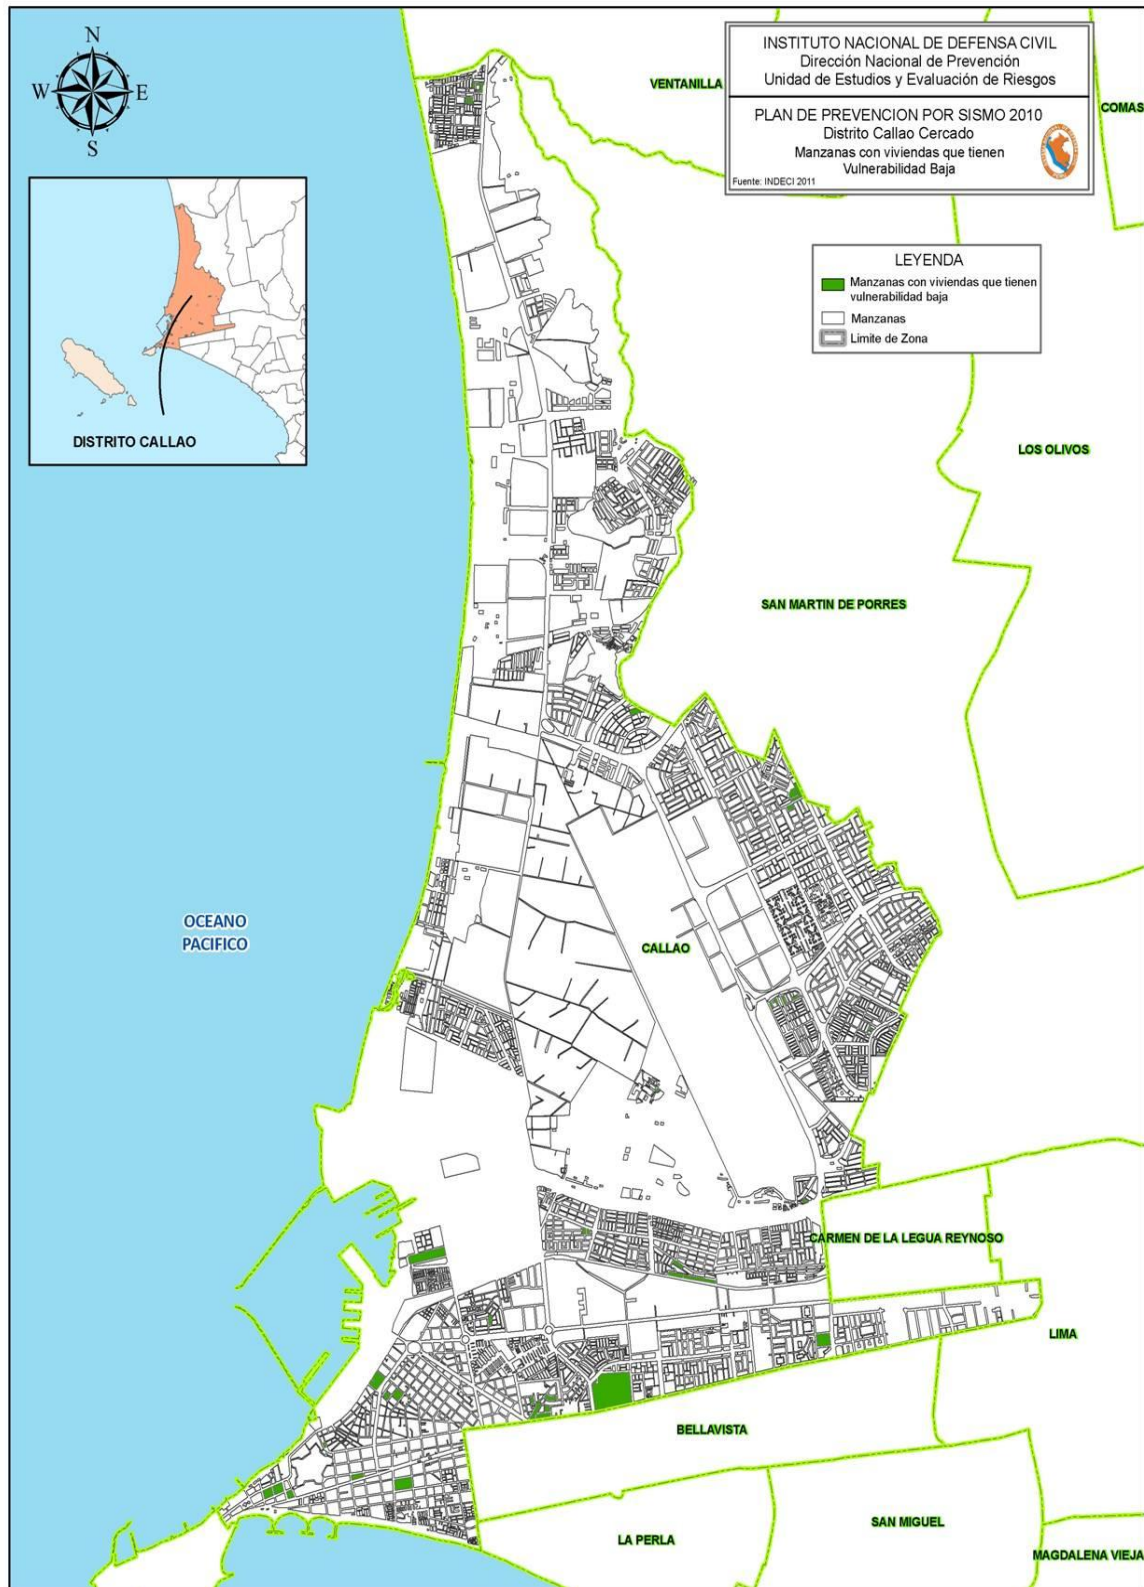 N
W
E
S
INSTITUTO NACIONAL DE DEFENSA CIVIL
Dirección Nacional de Prevención
Unidad de Estudios y Evaluación de Riesgos
PLAN DE PREVENCION POR SISMO 2010
Distrito Callao Cercado
Manzanas con viviendas que tienen
Vulnerabilidad Baja
Fuente: INDECI 2011
VENTANILLA
COMAS
DISTRITO CALLAO
LEYENDA
Manzanas con viviendas que tienen
vulnerabilidad baja
Manzanas
Limite de Zona
LOS OLIVOS
SAN MARTIN DE PORRES
OCEANO
PACIFICO
CALLAO
CARMEN DE LA LEGUA REYNOSO
LIMA
BELLAVISTA
SAN MIGUEL
LA PERLA
MAGDALENA VIEJA